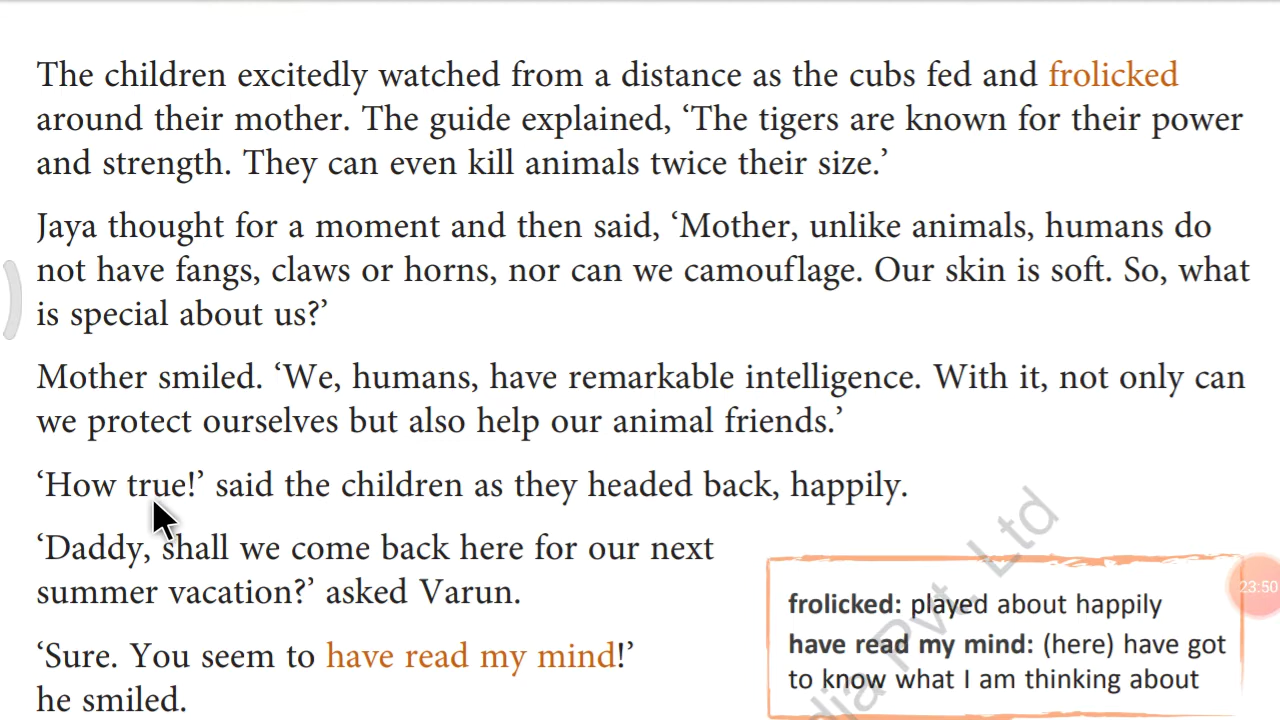 The children excitedly watched from a distance as the cubs fed and frolicked
around their mother. The guide explained, ‘The tigers are known for their power
and strength. They can even kill animals twice their size.’
Jaya thought for a moment and then said, ‘Mother, unlike animals, humans do
not have fangs, claws or horns, nor can we camouflage. Our skin is soft. So, what
is special about us?’
Mother smiled. ‘We, humans, have remarkable intelligence. With it, not only can
we protect ourselves but also help our animal friends.’
‘How true!’ said the children as they headed back, happily.
‘Daddy, shall we come back here for our next
summer vacation?’ asked Varun.
‘Sure. You seem to have read my mind!’
he smiled.
frolicked: played about happily
have read my mind: (here) have got
to know what I am thinking about
23:50
dia Pvt. Ltd